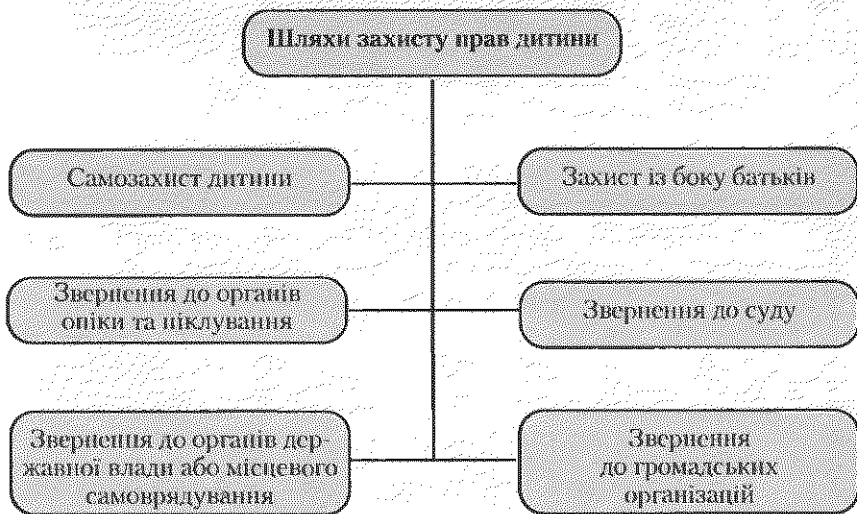 Шляхи захисту прав дитини
Самозахист дитини
Захист із боку батьків
Звернення до органів
опіки та піклування
Звернення до суду
Звернення до органів дер-
жавної влади або місцевого
самоврядування
Звернення
до громадських
організацій